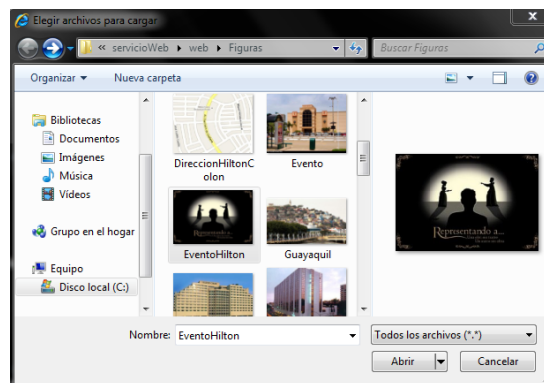 Elegir archivos para cargar
« servicioWeb ▸ web ▸ Figuras
Buscar Figuras
Organizar Nueva carpeta
Bibliotecas
Documentos
Imágenes
Música
Vídeos
Grupo en el hogar
Equipo
Disco local (C:)
DireccionHiltonC
olon
Evento
EventoHilton
Guayaquil
Representando a...
Nombre: EventoHilton
Todos los archivos (*.*)
Abrir
Cancelar